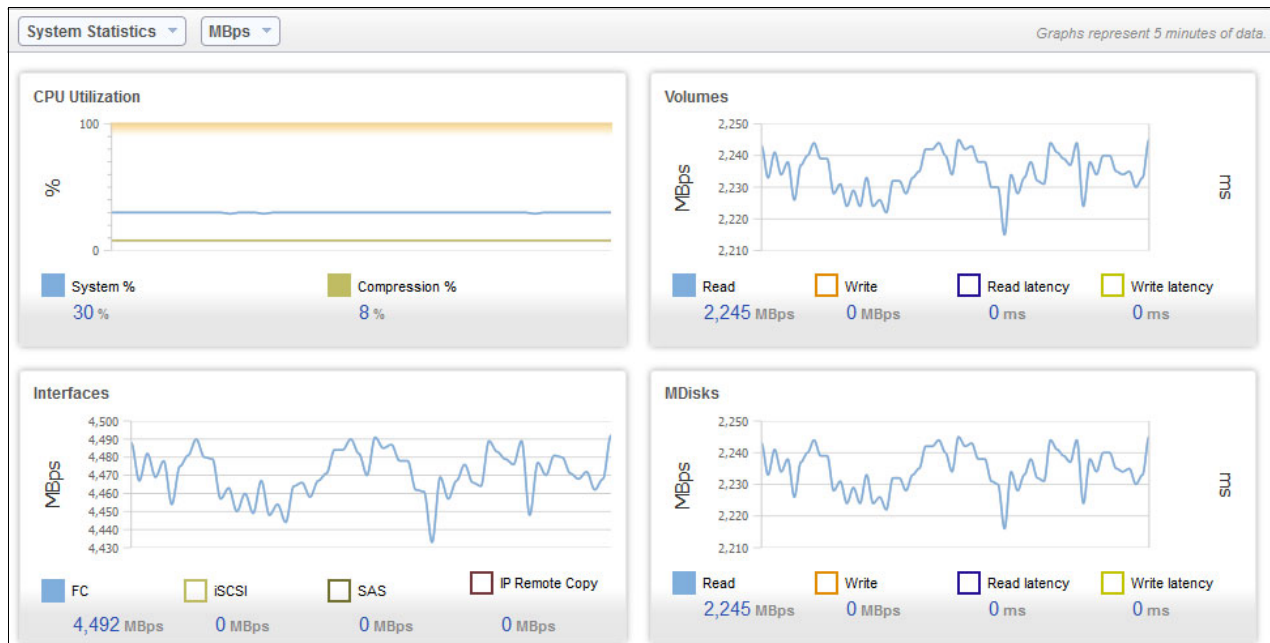 System Statistics MBps Graphs represent 5 minutes of data.
CPU Utilization
100
%
0
System % Compression %
30 % 8 %
Volumes
2,250
2,240
MBps ms
2,230
2,220
2,210
Read Write Read latency Write latency
2,245 MBps 0 MBps 0 ms 0 ms
Interfaces
4,500
4,490
4,480
4,470
MBps
4,460
4,450
4,440
4,430
FC iSCSI SAS IP Remote Copy
4,492 MBps 0 MBps 0 MBps 0 MBps
MDisks
2,250
2,240
MBps ms
2,230
2,220
2,210
Read Write Read latency Write latency
2,245 MBps 0 MBps 0 ms 0 ms